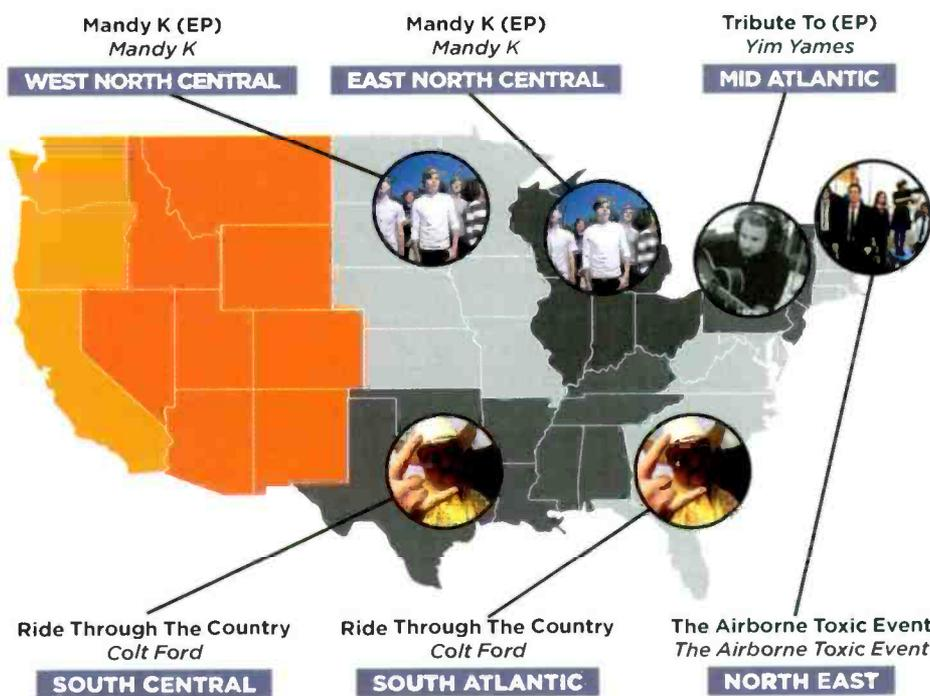 Mandy K (EP)
Mandy K
WEST NORTH CENTRAL
Mandy K (EP)
Mandy K
EAST NORTH CENTRAL
Tribute To (EP)
Yim Yames
MID ATLANTIC
Ride Through The Country
Colt Ford
SOUTH CENTRAL
Ride Through The Country
Colt Ford
SOUTH ATLANTIC
The Airborne Toxic Event
The Airborne Toxic Event
NORTH EAST